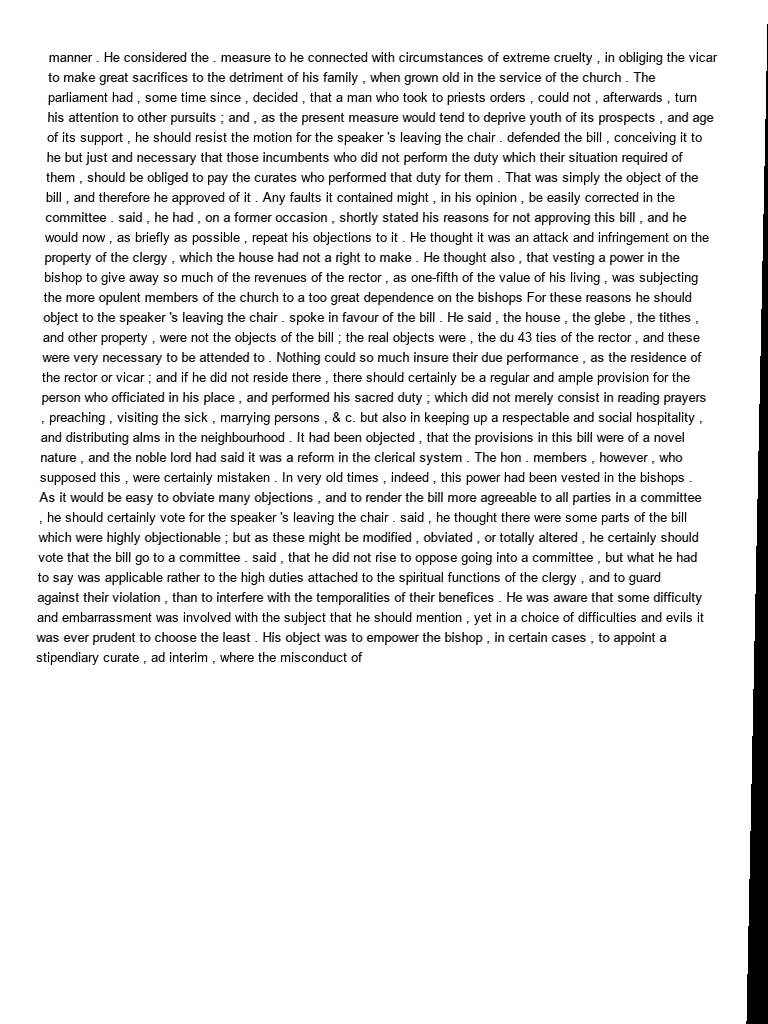 manner . He considered the . measure to he connected with circumstances of extreme cruelty , in obliging the vicar
to make great sacrifices to the detriment of his family , when grown old in the service of the church . The
parliament had , some time since , decided , that a man who took to priests orders , could not , afterwards , turn
his attention to other pursuits ; and , as the present measure would tend to deprive youth of its prospects , and age
of its support , he should resist the motion for the speaker 's leaving the chair . defended the bill , conceiving it to
he but just and necessary that those incumbents who did not perform the duty which their situation required of
them , should be obliged to pay the curates who performed that duty for them . That was simply the object of the
bill , and therefore he approved of it . Any faults it contained might , in his opinion , be easily corrected in the
committee . said , he had , on a former occasion , shortly stated his reasons for not approving this bill , and he
would now , as briefly as possible , repeat his objections to it . He thought it was an attack and infringement on the
property of the clergy , which the house had not a right to make . He thought also , that vesting a power in the
bishop to give away so much of the revenues of the rector , as one-fifth of the value of his living , was subjecting
the more opulent members of the church to a too great dependence on the bishops For these reasons he should
object to the speaker 's leaving the chair . spoke in favour of the bill . He said , the house , the glebe , the tithes ,
and other property , were not the objects of the bill ; the real objects were , the du 43 ties of the rector , and these
were very necessary to be attended to . Nothing could so much insure their due performance , as the residence of
the rector or vicar ; and if he did not reside there , there should certainly be a regular and ample provision for the
person who officiated in his place , and performed his sacred duty ; which did not merely consist in reading prayers
, preaching , visiting the sick , marrying persons , & c. but also in keeping up a respectable and social hospitality ,
and distributing alms in the neighbourhood . It had been objected , that the provisions in this bill were of a novel
nature , and the noble lord had said it was a reform in the clerical system . The hon . members , however , who
supposed this , were certainly mistaken . In very old times , indeed , this power had been vested in the bishops .
As it would be easy to obviate many objections , and to render the bill more agreeable to all parties in a committee
, he should certainly vote for the speaker 's leaving the chair . said , he thought there were some parts of the bill
which were highly objectionable ; but as these might be modified , obviated , or totally altered , he certainly should
vote that the bill go to a committee . said , that he did not rise to oppose going into a committee , but what he had
to say was applicable rather to the high duties attached to the spiritual functions of the clergy , and to guard
against their violation , than to interfere with the temporalities of their benefices . He was aware that some difficulty
and embarrassment was involved with the subject that he should mention , yet in a choice of difficulties and evils it
was ever prudent to choose the least . His object was to empower the bishop , in certain cases , to appoint a
stipendiary curate , ad interim , where the misconduct of